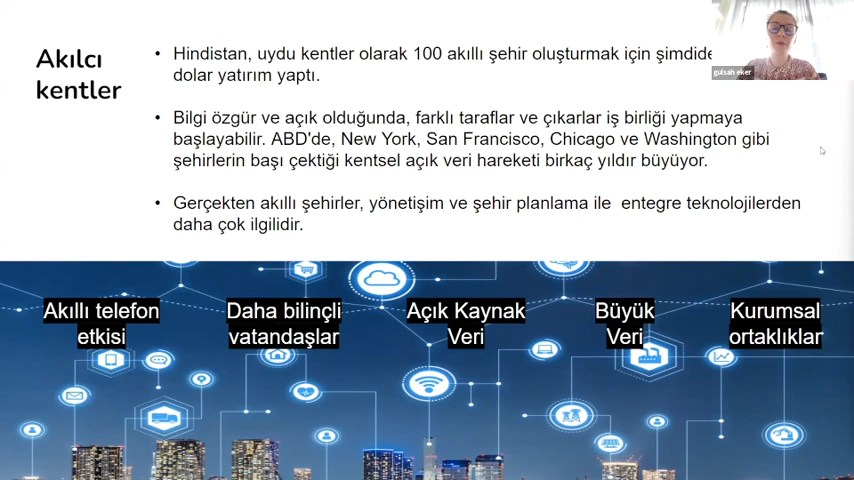 Akılcı
kentler
• Hindistan, uydu kentler olarak 100 akıllı şehir oluşturmak için
dolar yatırım yaptı.
• Bilgi özgür ve açık olduğunda, farklı taraflar ve çıkarlar iş birliği yapmaya
başlayabilir. ABD'de, New York, San Francisco, Chicago ve Washington gibi
şehirlerin başı çektiği kentsel açık veri hareketi birkaç yıldır büyüyor.
• Gerçekten akıllı şehirler, yönetişim ve şehir planlama ile entegre teknolojilerden
daha çok ilgilidir.
gulsah eker
Akıllı telefon
etkisi
Daha bilinçli
vatandaşlar
Açık Kaynak
Veri
Büyük
Veri
Kurumsal
ortaklıklar